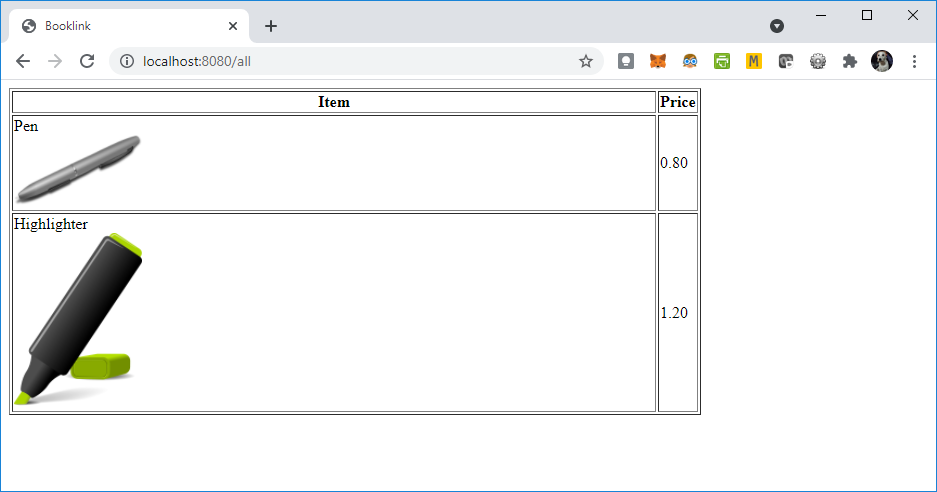 Booklink
localhost:8080/all
M
Item Price
Pen
0.80
Highlighter
1.20